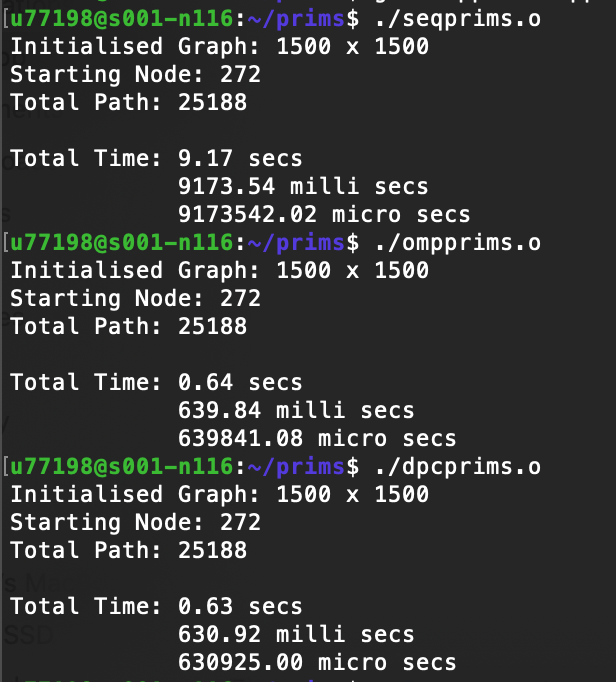 [u77198@s001-n116:~/prims$ ./seqprims.o
Initialised Graph: 1500 x 1500
Starting Node: 272
Total Path: 25188
Total Time: 9.17 secs
9173.54 milli secs
9173542.02 micro secs
[u77198@s001-n116:~/prims$ ./ompprims.o
Initialised Graph: 1500 x 1500
Starting Node: 272
Total Path: 25188
Total Time: 0.64 secs
639.84 milli secs
639841.08 micro secs
[u77198@s001-n116:~/prims$ ./dpcprims.o
Initialised Graph: 1500 x 1500
Starting Node: 272
Total Path: 25188
Total Time: 0.63 secs
630.92 milli secs
630925.00 micro secs